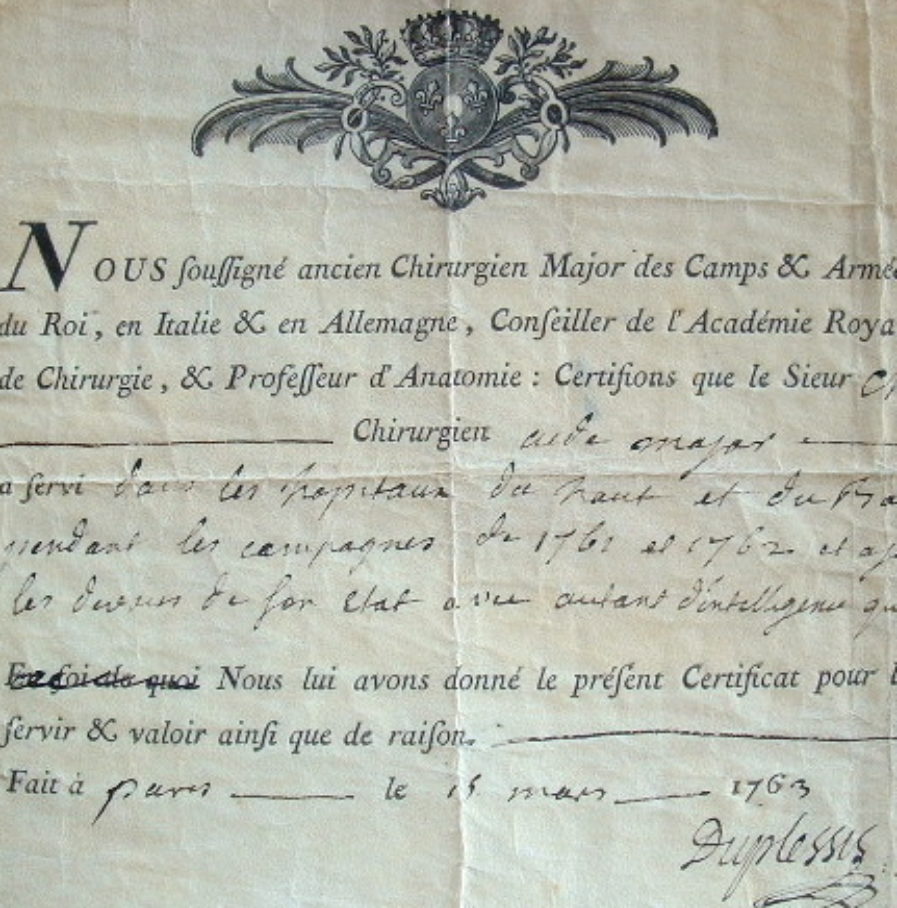 NOUS ſouſſigné ancien Chirurgien Major des Camps & Armée
du Roi, en Italie & en Allemagne, Conſeiller de l'Académie Roya
de Chirurgie, & Profeſſeur d'Anatomie : Certifions que le Sieur Ch
Chirurgien aide major
a ſervi dans les hopitaux du haut et du Ba
pendant les campagnes de 1761 et 1762 et
les devoirs de son Etat avec autant d'intelligence qu
En foi de quoi Nous lui avons donné le préſent Certificat pour l
ſervir & valoir ainſi que de raiſon.
Fait à paris le 15 mars 1763
Duplessis